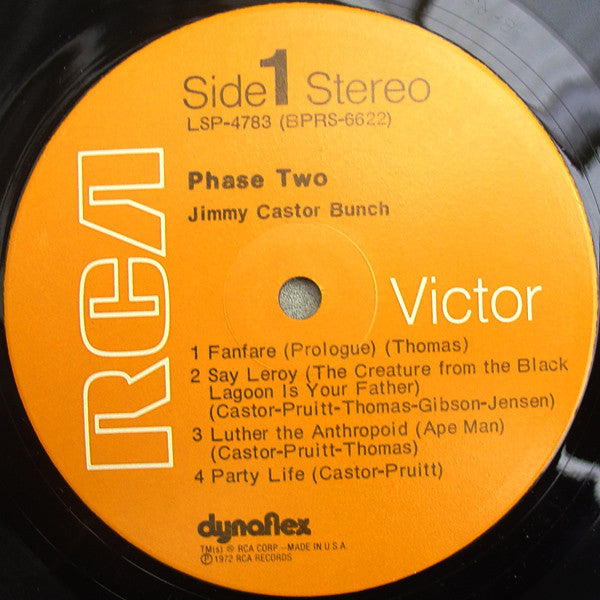 Side 1 Stereo
LSP-4783 (BPRS-6622)
Phase Two
Jimmy Castor Bunch
RCA
Victor
1 Fanfare (Prologue) (Thomas)
2 Say Leroy (The Creature from the Black
Lagoon Is Your Father)
(Castor-Pruitt-Thomas-Gibson-Jensen)
3 Luther the Anthropoid (Ape Man)
(Castor-Pruitt-Thomas)
4 Party Life (Castor-Pruitt)
dynaflex
TM(s) ® RCA CORP-MADE IN U.S.A.
℗ 1972 RCA RECORDS